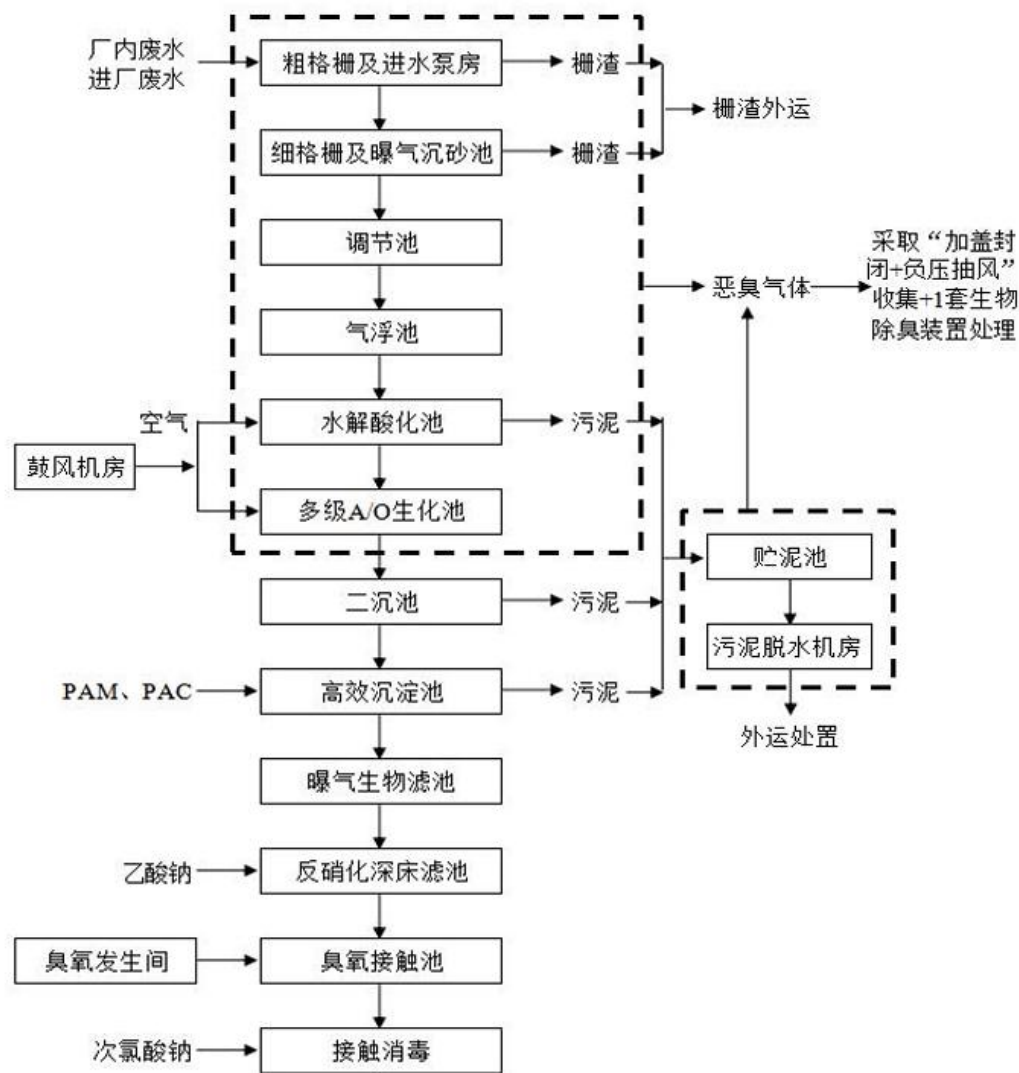 厂内废水
进厂废水
粗格栅及进水泵房
栅渣
栅渣外运
细格栅及曝气沉砂池
栅渣
调节池
采取“加盖封
闭+负压抽风”
收集+1套生物
除臭装置处理
恶臭气体
气浮池
空气
水解酸化池
污泥
鼓风机房
多级A/O生化池
贮泥池
二沉池
污泥
污泥脱水机房
PAM、PAC
高效沉淀池
污泥
外运处置
曝气生物滤池
乙酸钠
反硝化深床滤池
臭氧发生间
臭氧接触池
次氯酸钠
接触消毒